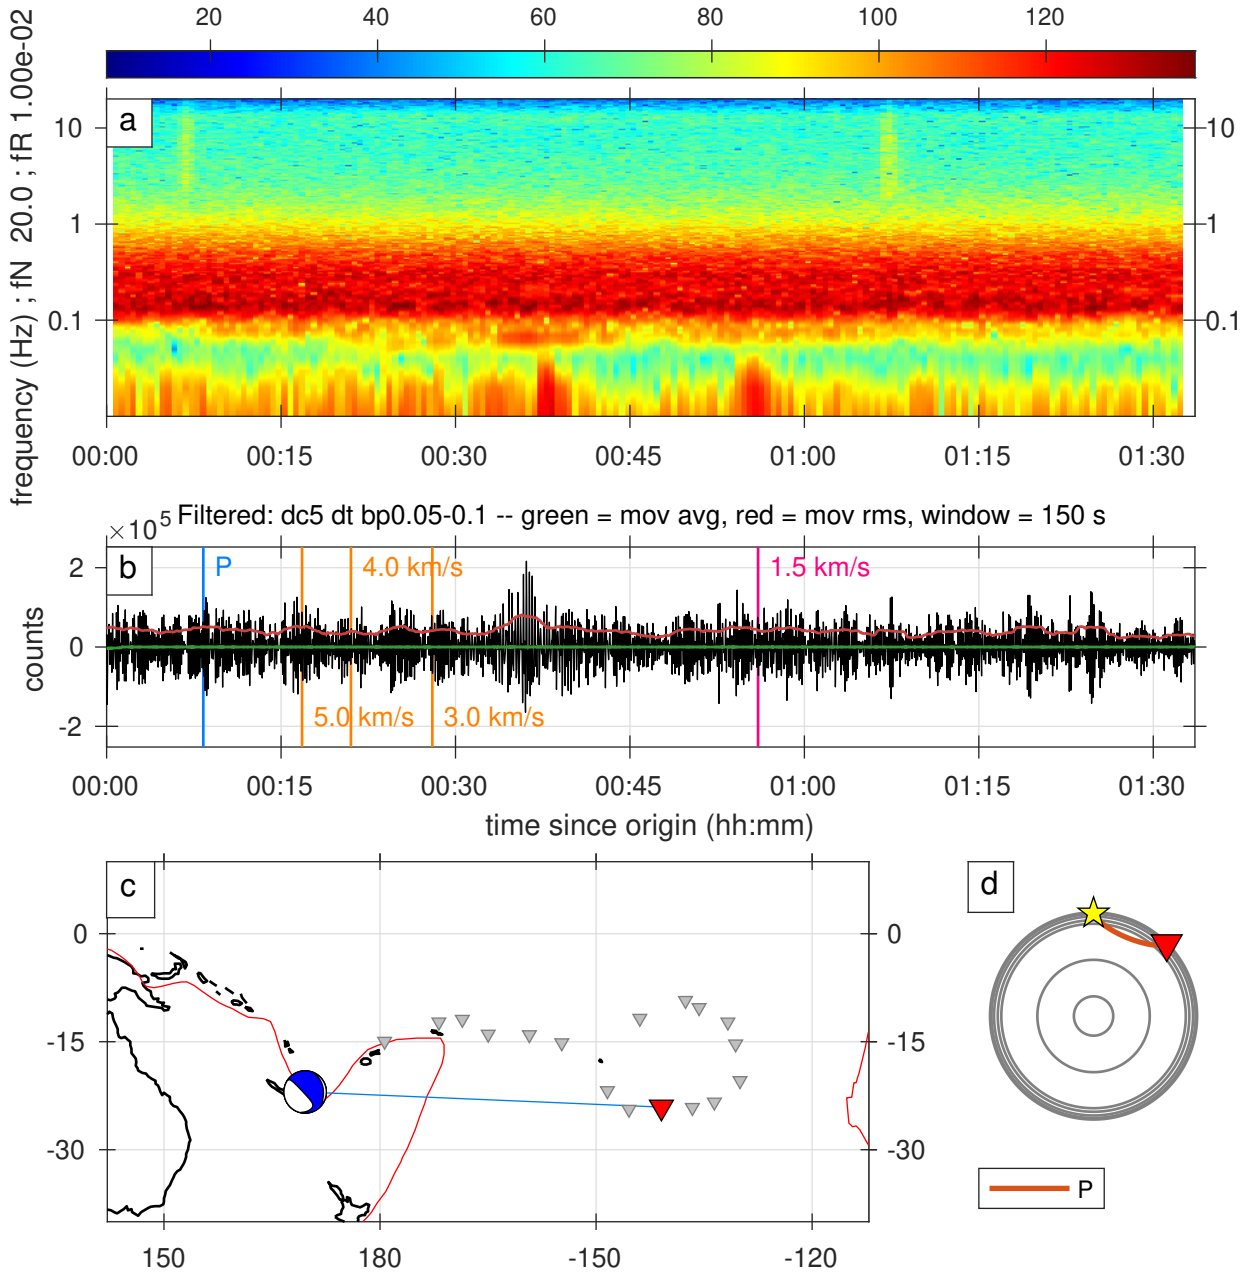 20 40 60 80 100 120
frequency (Hz) ; fN 20.0 ; fR 1.00e-02
a
10 10
1 1
0.1 0.1
00:00 00:15 00:30 00:45 01:00 01:15 01:30
×10^5 Filtered: dc5 dt bp0.05-0.1 -- green = mov avg, red = mov rms, window = 150 s
b
P 4.0 km/s 1.5 km/s
2
counts
0
5.0 km/s 3.0 km/s
-2
00:00 00:15 00:30 00:45 01:00 01:15 01:30
time since origin (hh:mm)
c
d
0 0
-15 -15
-30 -30
P
150 180 -150 -120